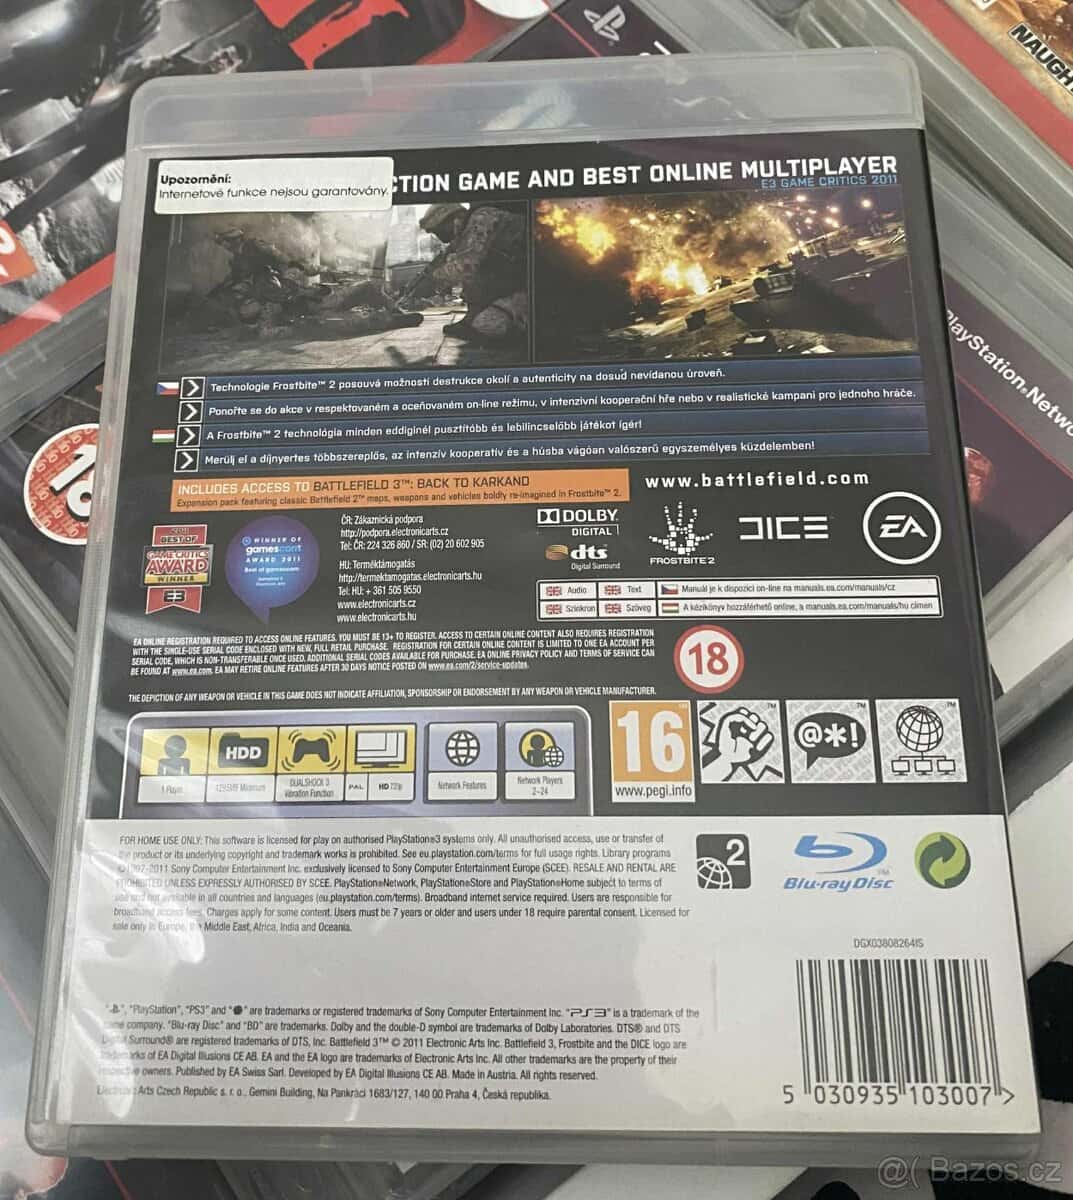 NAUGH
Upozornění:
Internetové funkce nejsou garantovány.
CTION GAME AND BEST ONLINE MULTIPLAYER
E3 GAME CRITICS 2011
PlayStation®Netwo
Technologie Frostbite™ 2 posouvá možnosti destrukce okolí a autenticity na dosud nevídanou úroveň.
Ponořte se do akce v respektovaném a oceňovaném on-line režimu, v intenzivní kooperační hře nebo v realistické kampani pro jednoho hráče.
A Frostbite™ 2 technológia minden eddiginél pusztítóbb és lebilincselőbb játékot ígér!
Merülj el a díjnyertes többszereplős, az intenzív kooperatív és a húsba vágóan valószerű egyszemélyes küzdelemben!
INCLUDES ACCESS TO BATTLEFIELD 3™: BACK TO KARKAND
Expansion pack featuring classic Battlefield 2™ maps, weapons and vehicles boldly re-imagined in Frostbite™ 2.
www.battlefield.com
BEST OF
GAME CRITICS
AWARD
WINNER
E3
WINNER OF
gamescom
AWARD 2011
Best of gamescom
ČR: Zákaznická podpora
http://podpora.electronicarts.cz
Tel: ČR: 224 326 860 / SR: (02) 20 602 905
HU: Terméktámogatás
http://termektamogatas.electronicarts.hu
Tel: HU: + 361 505 9550
www.electronicarts.cz
www.electronicarts.hu
DOLBY
DIGITAL
dts
Digital Surround
FROSTBITE 2
DICE
EA
Audio Text Manuál je k dispozici on-line na manuals.ea.com/manuals/cz
Szinkron Szöveg A kézikönyv hozzáférhető online, a manuals.ea.com/manuals/hu címen
EA ONLINE REGISTRATION REQUIRED TO ACCESS ONLINE FEATURES. YOU MUST BE 13+ TO REGISTER. ACCESS TO CERTAIN ONLINE CONTENT ALSO REQUIRES REGISTRATION
WITH THE SINGLE-USE SERIAL CODE ENCLOSED WITH NEW, FULL RETAIL PURCHASE. REGISTRATION FOR CERTAIN ONLINE CONTENT IS LIMITED TO ONE EA ACCOUNT PER
SERIAL CODE, WHICH IS NON-TRANSFERABLE ONCE USED. ADDITIONAL SERIAL CODES AVAILABLE FOR PURCHASE. EA ONLINE PRIVACY POLICY AND TERMS OF SERVICE CAN
BE FOUND AT www.ea.com. EA MAY RETIRE ONLINE FEATURES AFTER 30 DAYS NOTICE POSTED ON www.ea.com/2/service-updates.
18
THE DEPICTION OF ANY WEAPON OR VEHICLE IN THIS GAME DOES NOT INDICATE AFFILIATION, SPONSORSHIP OR ENDORSEMENT BY ANY WEAPON OR VEHICLE MANUFACTURER.
HDD
1 Player
Minimum
DUALSHOCK 3
Vibration Function
PAL
HD 720p
Network Features
Network Players
2-24
16
www.pegi.info
@*!
FOR HOME USE ONLY: This software is licensed for play on authorised PlayStation®3 systems only. All unauthorised access, use or transfer of
the product or its underlying copyright and trademark works is prohibited. See eu.playstation.com/terms for full usage rights. Library programs
©1997-2011 Sony Computer Entertainment Inc. exclusively licensed to Sony Computer Entertainment Europe (SCEE). RESALE AND RENTAL ARE
PROHIBITED UNLESS EXPRESSLY AUTHORISED BY SCEE. PlayStation®Network, PlayStation®Store and PlayStation®Home subject to terms of
use and not available in all countries and languages (eu.playstation.com/terms). Broadband internet service required. Users are responsible for
broadband access fees. Charges apply for some content. Users must be 7 years or older and users under 18 require parental consent. Licensed for
sale only in Europe, the Middle East, Africa, India and Oceania.
2
Blu-ray Disc
DGX03808264IS
"PlayStation", "PS3" and " " are trademarks or registered trademarks of Sony Computer Entertainment Inc. "PS3" is a trademark of the
same company. "Blu-ray Disc" and "BD" are trademarks. Dolby and the double-D symbol are trademarks of Dolby Laboratories. DTS® and DTS
Digital Surround® are registered trademarks of DTS, Inc. Battlefield 3™ © 2011 Electronic Arts Inc. Battlefield 3, Frostbite and the DICE logo are
trademarks of EA Digital Illusions CE AB. EA and the EA logo are trademarks of Electronic Arts Inc. All other trademarks are the property of their
respective owners. Published by EA Swiss Sarl. Developed by EA Digital Illusions CE AB. Made in Austria. All rights reserved.
Electronic Arts Czech Republic s. r. o., Gemini Building, Na Pankráci 1683/127, 140 00 Praha 4, Česká republika.
5 030935 103007 >
Bazos.cz